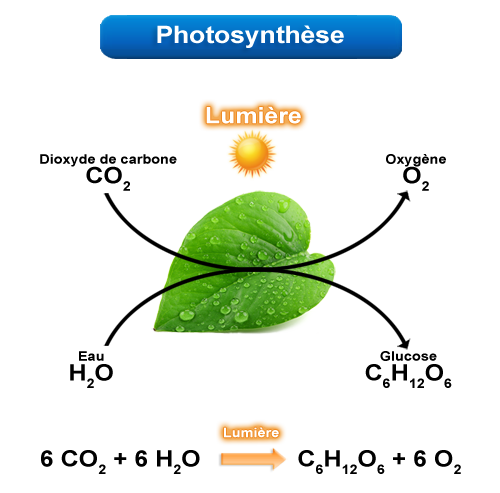 Photosynthèse
Lumière
Dioxyde de carbone
CO₂
Oxygène
O₂
Eau
H₂O
Glucose
C₆H₁₂O₆
Lumière
6 CO₂ + 6 H₂O C₆H₁₂O₆ + 6 O₂